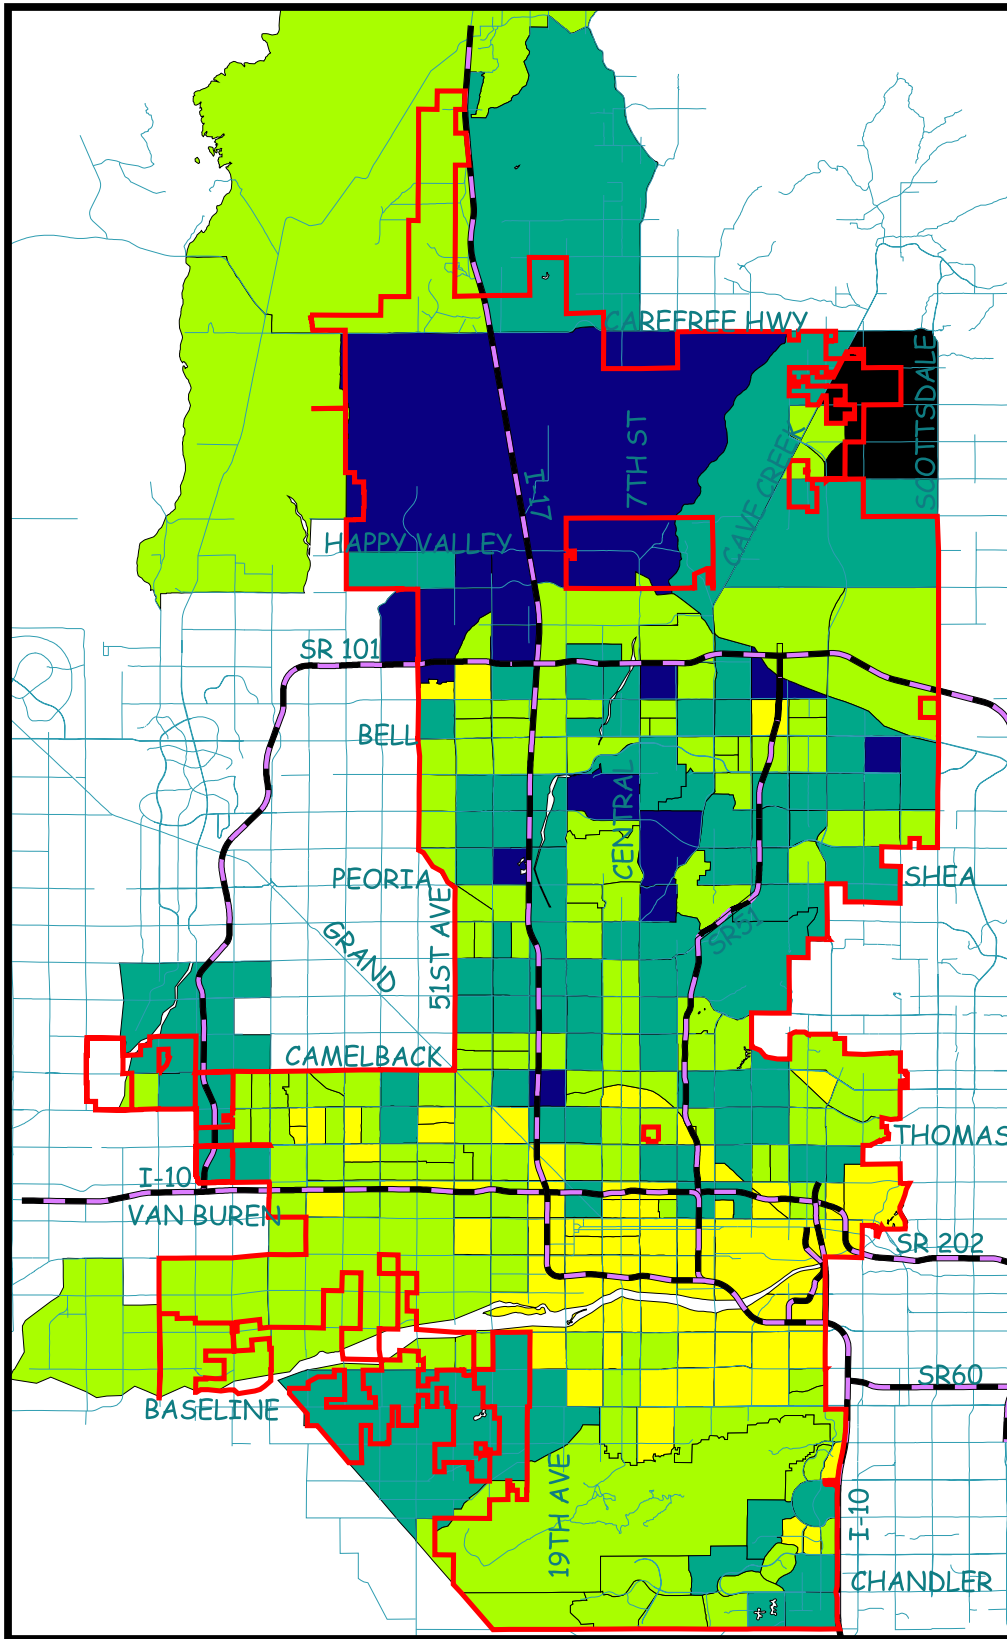 CAREFREE HWY
SCOTTSDALE
7TH ST
CAVE CREEK
I-17
HAPPY VALLEY
SR 101
BELL
CENTRAL
PEORIA
SHEA
51ST AVE
GRAND
SR51
CAMELBACK
THOMAS
I-10
VAN BUREN
SR 202
SR60
BASELINE
19TH AVE
I-10
CHANDLER